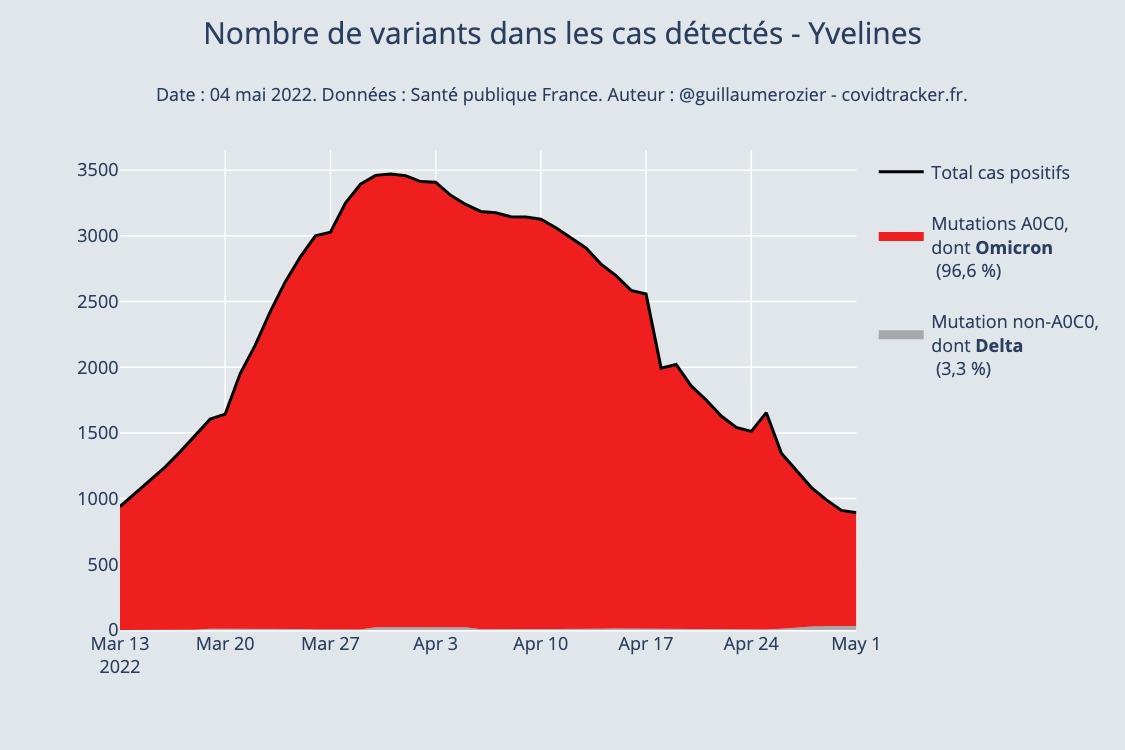 Nombre de variants dans les cas détectés - Yvelines
Date : 04 mai 2022. Données : Santé publique France. Auteur : @guillaumerozier - covidtracker.fr.
3500
3000
2500
2000
1500
1000
500
0
Mar 13
2022
Mar 20
Mar 27
Apr 3
Apr 10
Apr 17
Apr 24
May 1
Total cas positifs
Mutations A0C0,
dont Omicron
(96,6 %)
Mutation non-A0C0,
dont Delta
(3,3 %)